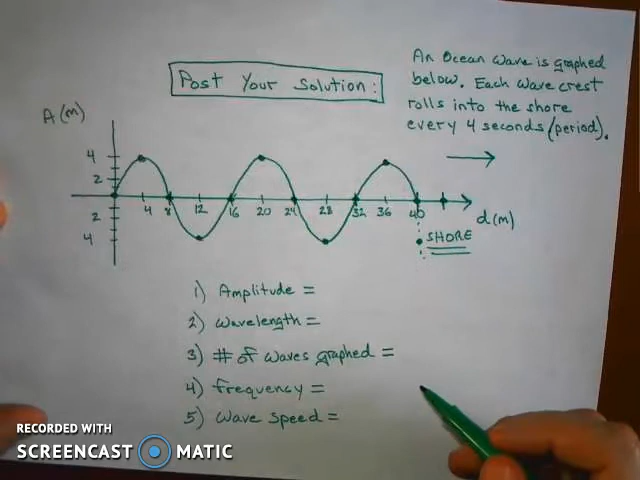 An Ocean Wave is graphed
below. Each wave crest
rolls into the shore
every 4 seconds (period).
Post Your Solution:
A(m)
4
2
2
4
4 8 12 16 20 24 28 32 36 40
d(m)
SHORE
1) Amplitude =
2) Wavelength =
3) # of waves graphed =
4) frequency =
5) Wave speed =
RECORDED WITH
SCREENCAST MATIC